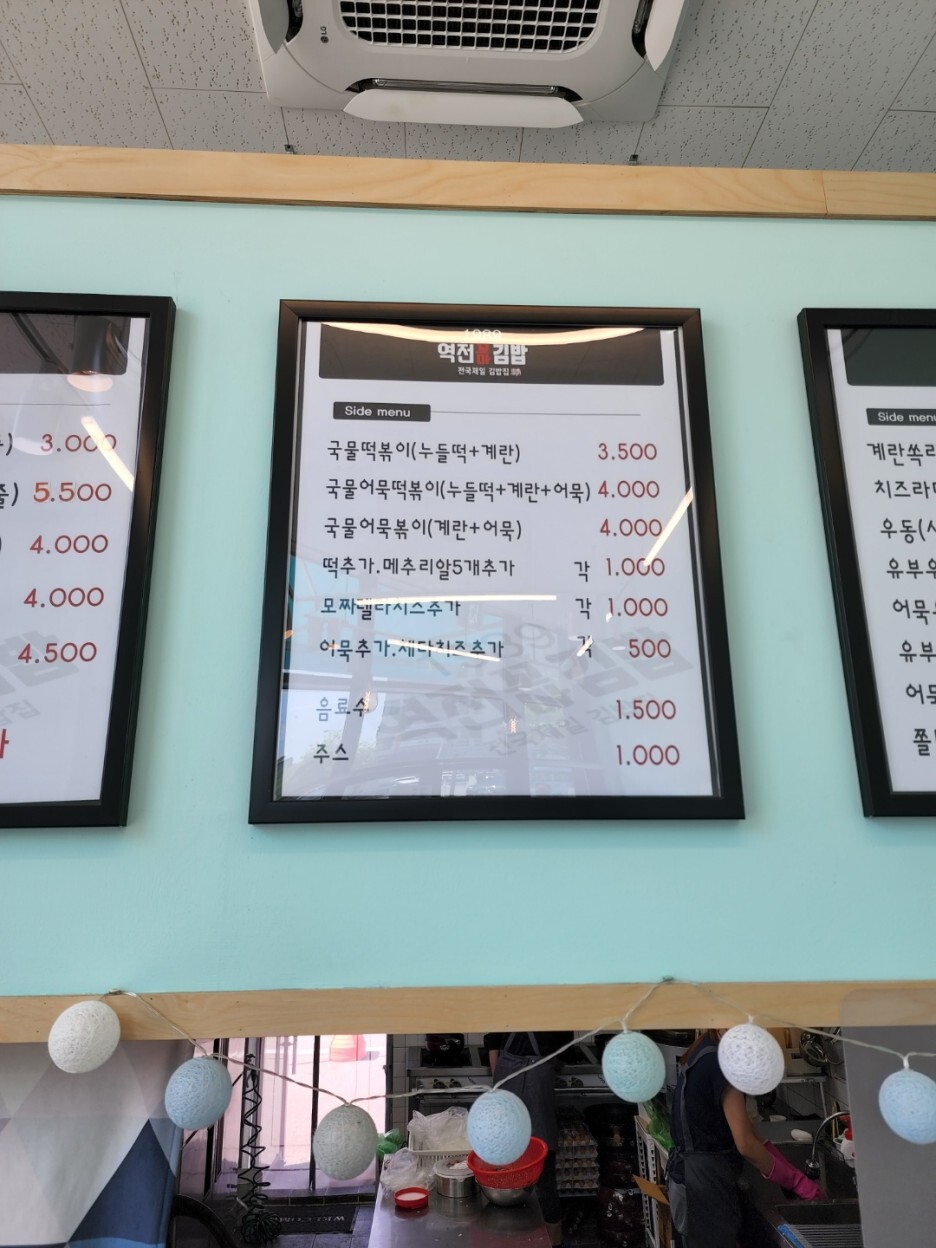 LG
역전 김밥
전국제일 김밥집
Side menu
국물떡볶이(누들떡+계란) 3.500
국물어묵떡볶이(누들떡+계란+어묵) 4.000
국물어묵볶이(계란+어묵) 4.000
떡추가.메추리알5개추가 각 1.000
모짜렐라치즈추가 각 1.000
어묵추가.체다치즈추가 각 500
음료수 1.500
주스 1.000
3.000
5.500
4.000
4.000
4.500
Side menu
계란쏙라
치즈라
우동(
유부
어묵
유부
어묵
쫄
WELCOME